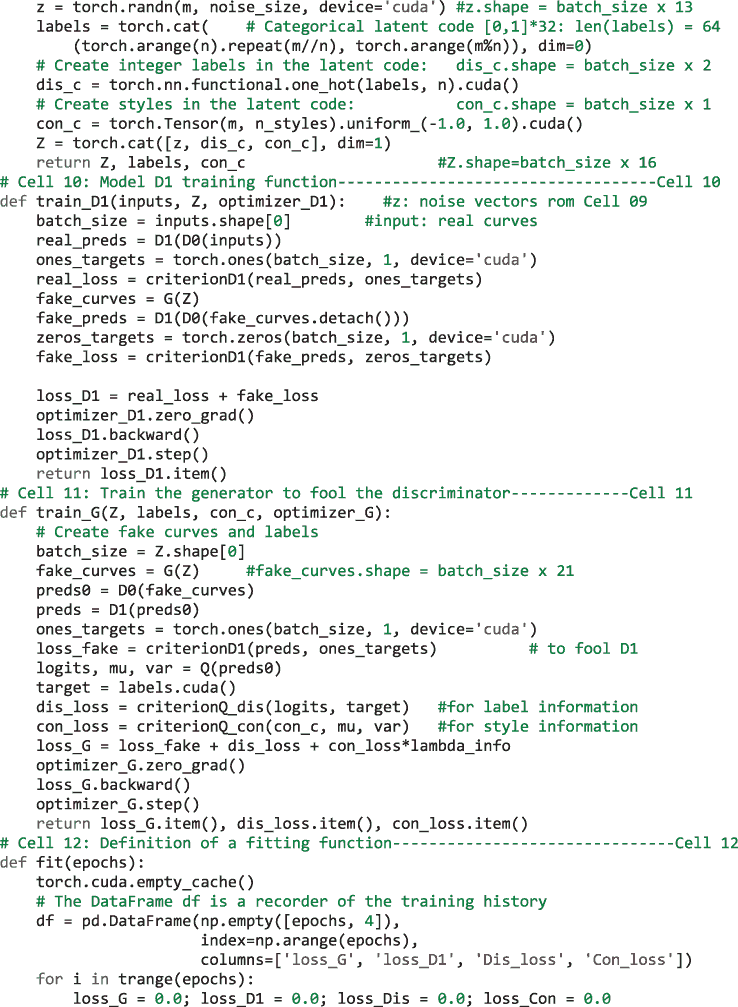 z = torch.randn(m, noise_size, device='cuda') #z.shape = batch_size x 13
    labels = torch.cat(   # Categorical latent code [0,1]*32: len(labels) = 64
        (torch.arange(n).repeat(m//n), torch.arange(m%n)), dim=0)
    # Create integer labels in the latent code:   dis_c.shape = batch_size x 2
    dis_c = torch.nn.functional.one_hot(labels, n).cuda()
    # Create styles in the latent code:           con_c.shape = batch_size x 1
    con_c = torch.Tensor(m, n_styles).uniform_(-1.0, 1.0).cuda()
    Z = torch.cat([z, dis_c, con_c], dim=1)
    return Z, labels, con_c                     #Z.shape=batch_size x 16
# Cell 10: Model D1 training function-----------------------------------Cell 10
def train_D1(inputs, Z, optimizer_D1):    #z: noise vectors rom Cell 09
    batch_size = inputs.shape[0]        #input: real curves
    real_preds = D1(D0(inputs))
    ones_targets = torch.ones(batch_size, 1, device='cuda')
    real_loss = criterionD1(real_preds, ones_targets)
    fake_curves = G(Z)
    fake_preds = D1(D0(fake_curves.detach()))
    zeros_targets = torch.zeros(batch_size, 1, device='cuda')
    fake_loss = criterionD1(fake_preds, zeros_targets)

    loss_D1 = real_loss + fake_loss
    optimizer_D1.zero_grad()
    loss_D1.backward()
    optimizer_D1.step()
    return loss_D1.item()
# Cell 11: Train the generator to fool the discriminator-------------Cell 11
def train_G(Z, labels, con_c, optimizer_G):
    # Create fake curves and labels
    batch_size = Z.shape[0]
    fake_curves = G(Z)     #fake_curves.shape = batch_size x 21
    preds0 = D0(fake_curves)
    preds = D1(preds0)
    ones_targets = torch.ones(batch_size, 1, device='cuda')
    loss_fake = criterionD1(preds, ones_targets)          # to fool D1
    logits, mu, var = Q(preds0)
    target = labels.cuda()
    dis_loss = criterionQ_dis(logits, target)   #for label information
    con_loss = criterionQ_con(con_c, mu, var)   #for style information
    loss_G = loss_fake + dis_loss + con_loss*lambda_info
    optimizer_G.zero_grad()
    loss_G.backward()
    optimizer_G.step()
    return loss_G.item(), dis_loss.item(), con_loss.item()
# Cell 12: Definition of a fitting function-------------------------------Cell 12
def fit(epochs):
    torch.cuda.empty_cache()
    # The DataFrame df is a recorder of the training history
    df = pd.DataFrame(np.empty([epochs, 4]),
                      index=np.arange(epochs),
                      columns=['loss_G', 'loss_D1', 'Dis_loss', 'Con_loss'])
    for i in trange(epochs):
        loss_G = 0.0; loss_D1 = 0.0; loss_Dis = 0.0; loss_Con = 0.0